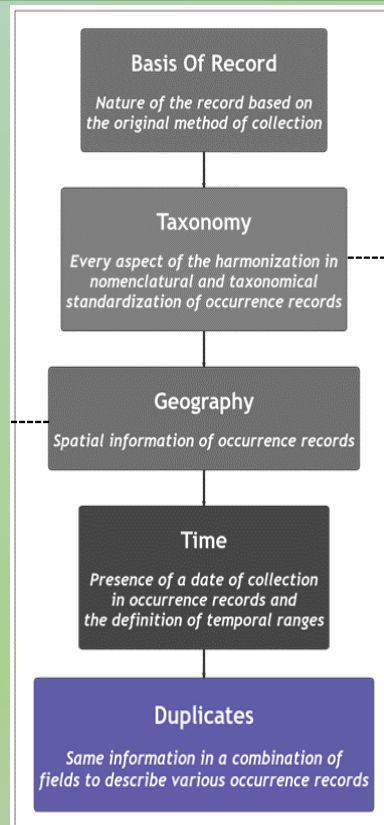 Basis Of Record
Nature of the record based on
the original method of collection
Taxonomy
Every aspect of the harmonization in
nomenclatural and taxonomical
standardization of occurrence records
Geography
Spatial information of occurrence records
Time
Presence of a date of collection
in occurrence records and
the definition of temporal ranges
Duplicates
Same information in a combination of
fields to describe various occurrence records